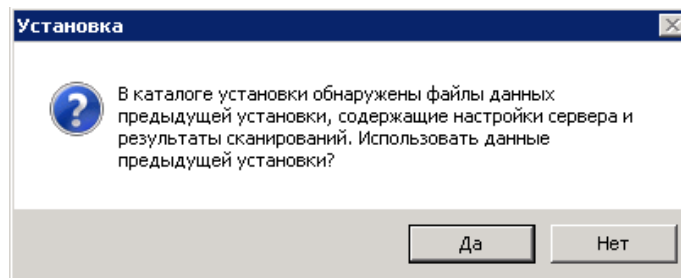 Установка
В каталоге установки обнаружены файлы данных
предыдущей установки, содержащие настройки сервера и
результаты сканирований. Использовать данные
предыдущей установки?
Да
Нет